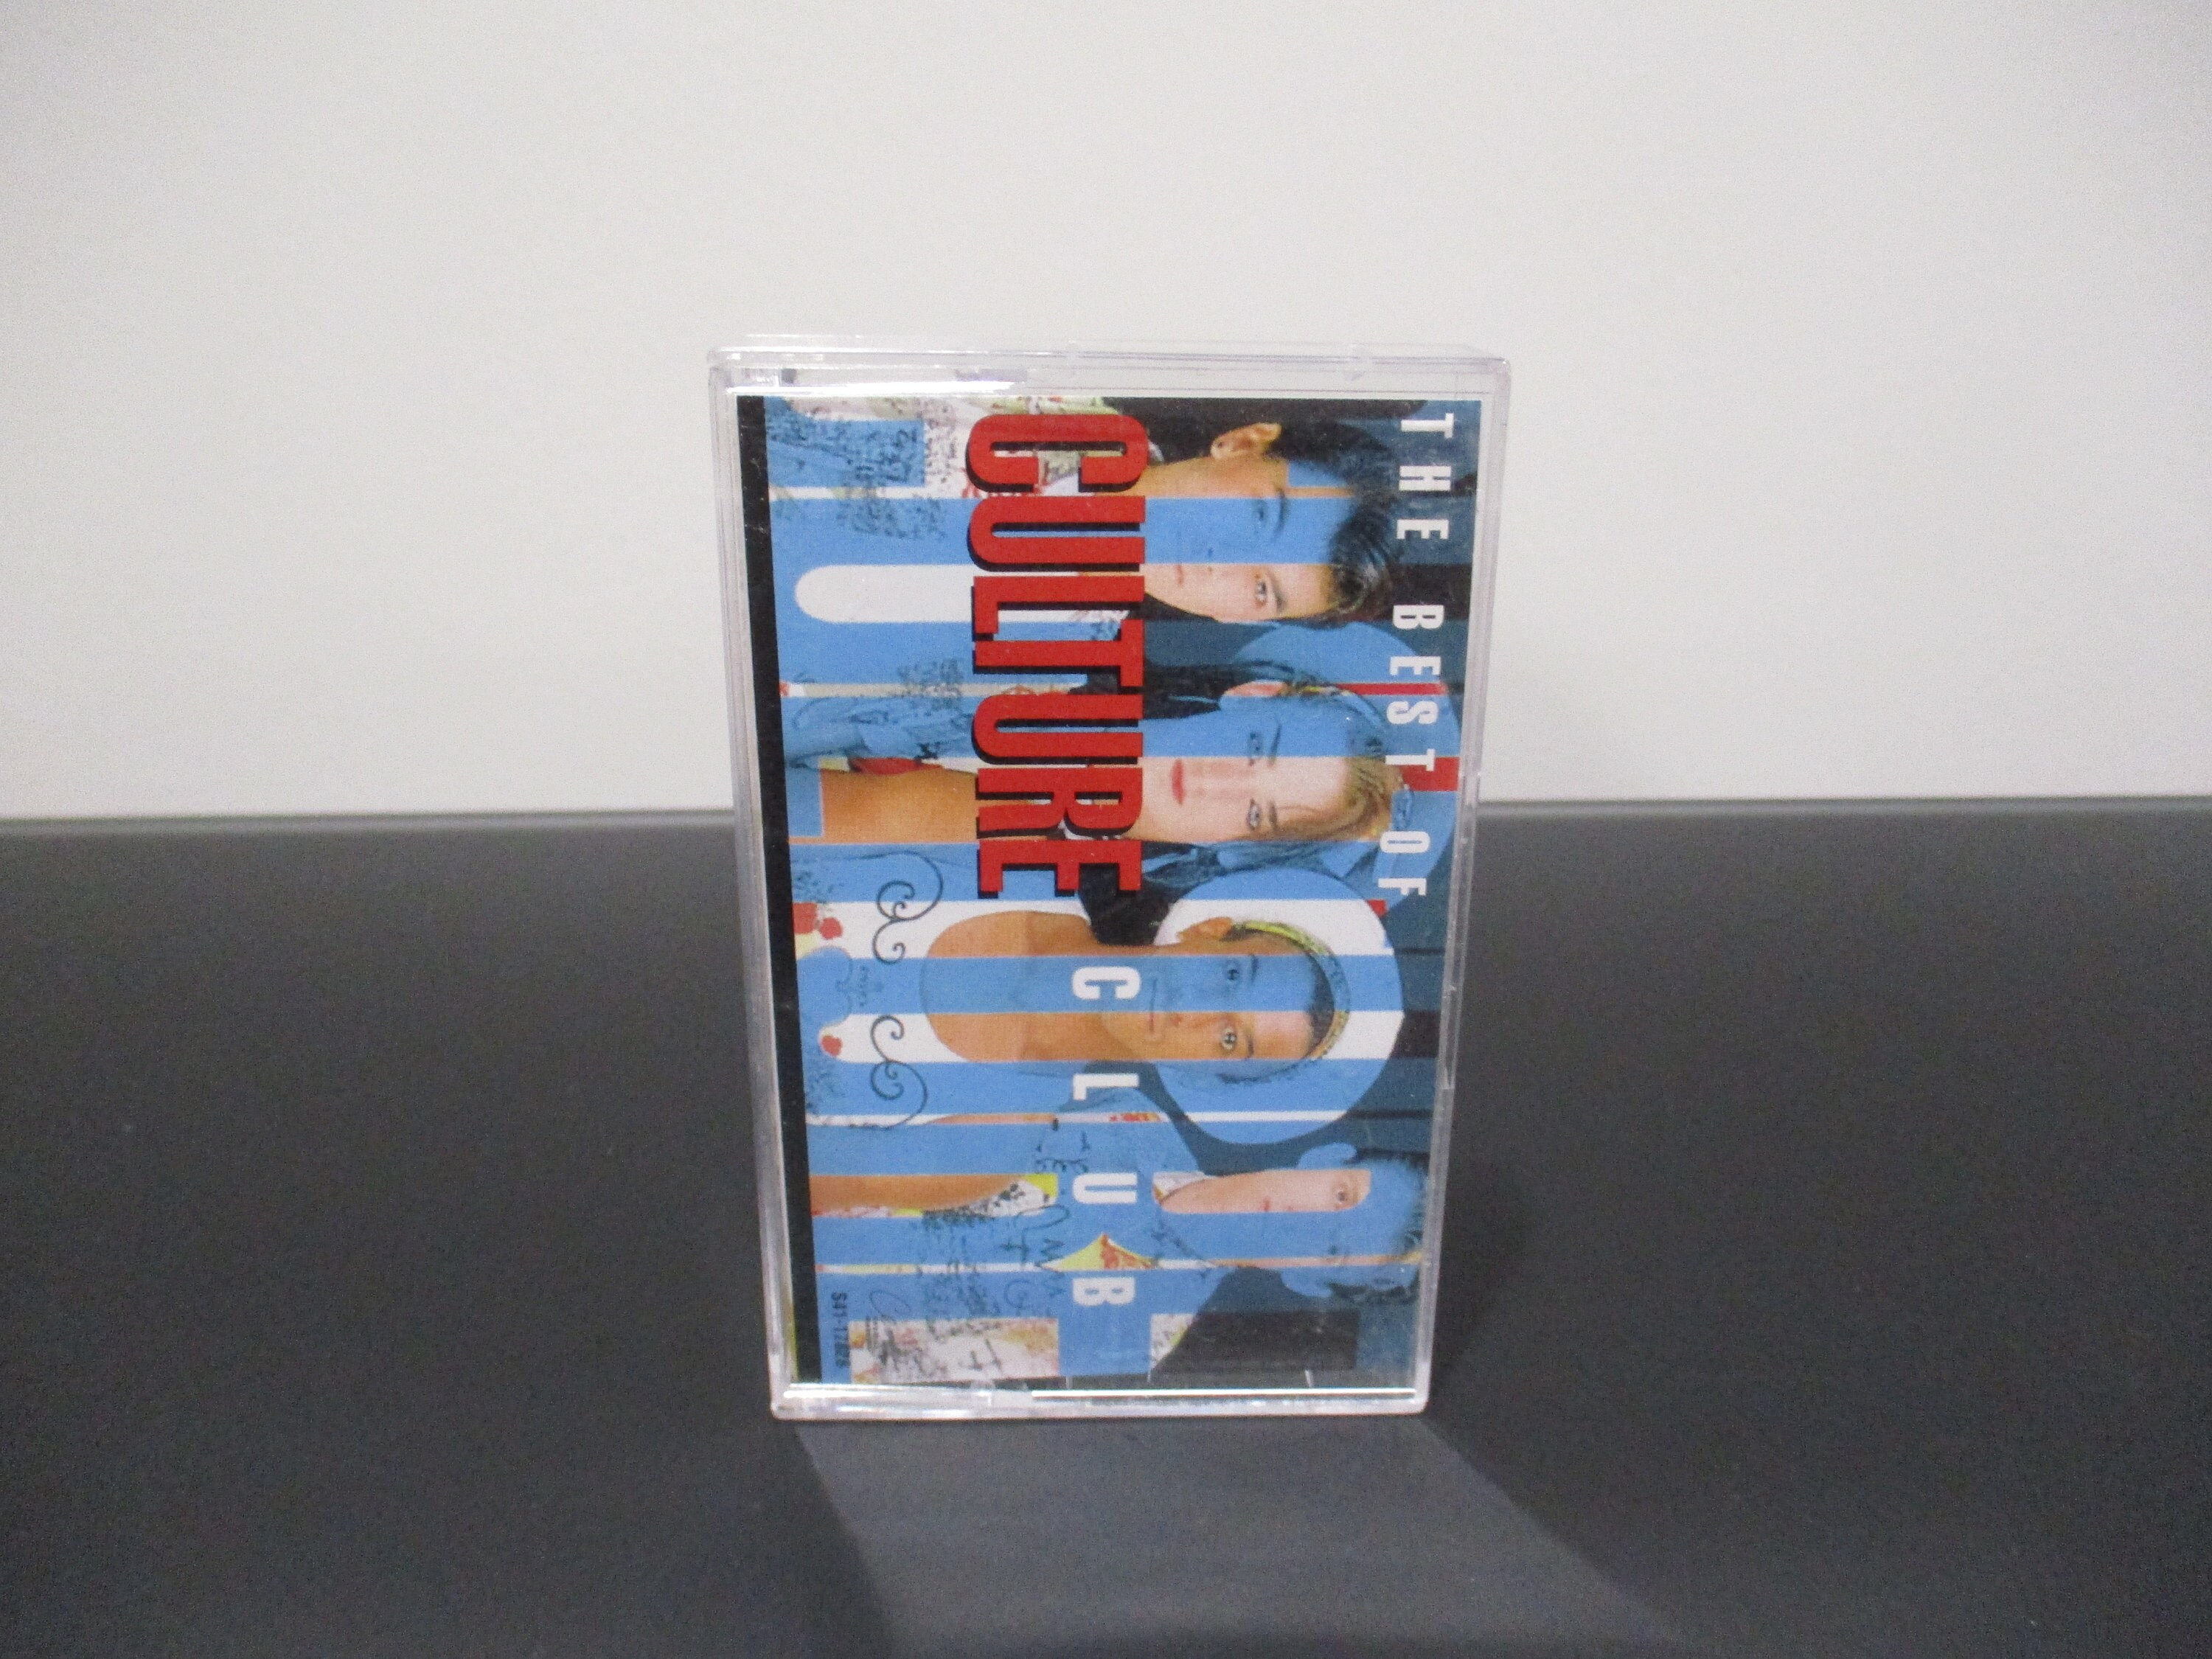 THE BEST OF
CULTURE
CLUB